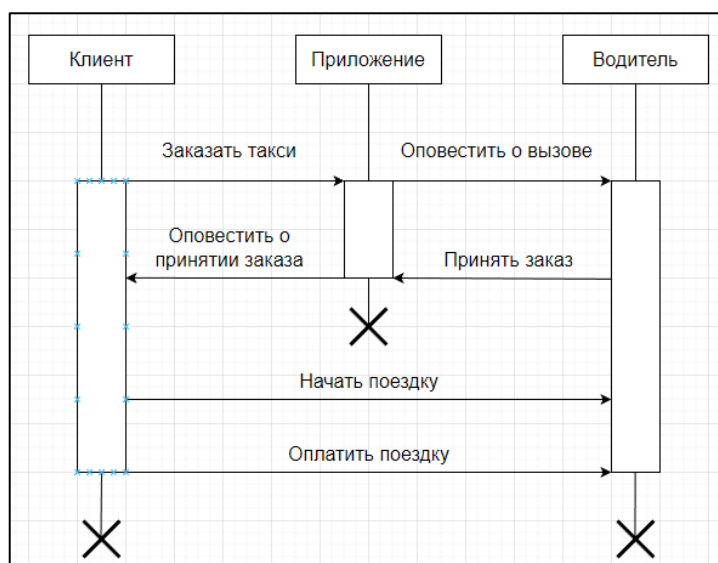 Клиент
Приложение
Водитель
Заказать такси
Оповестить о вызове
Оповестить о
принятии заказа
Принять заказ
Начать поездку
Оплатить поездку